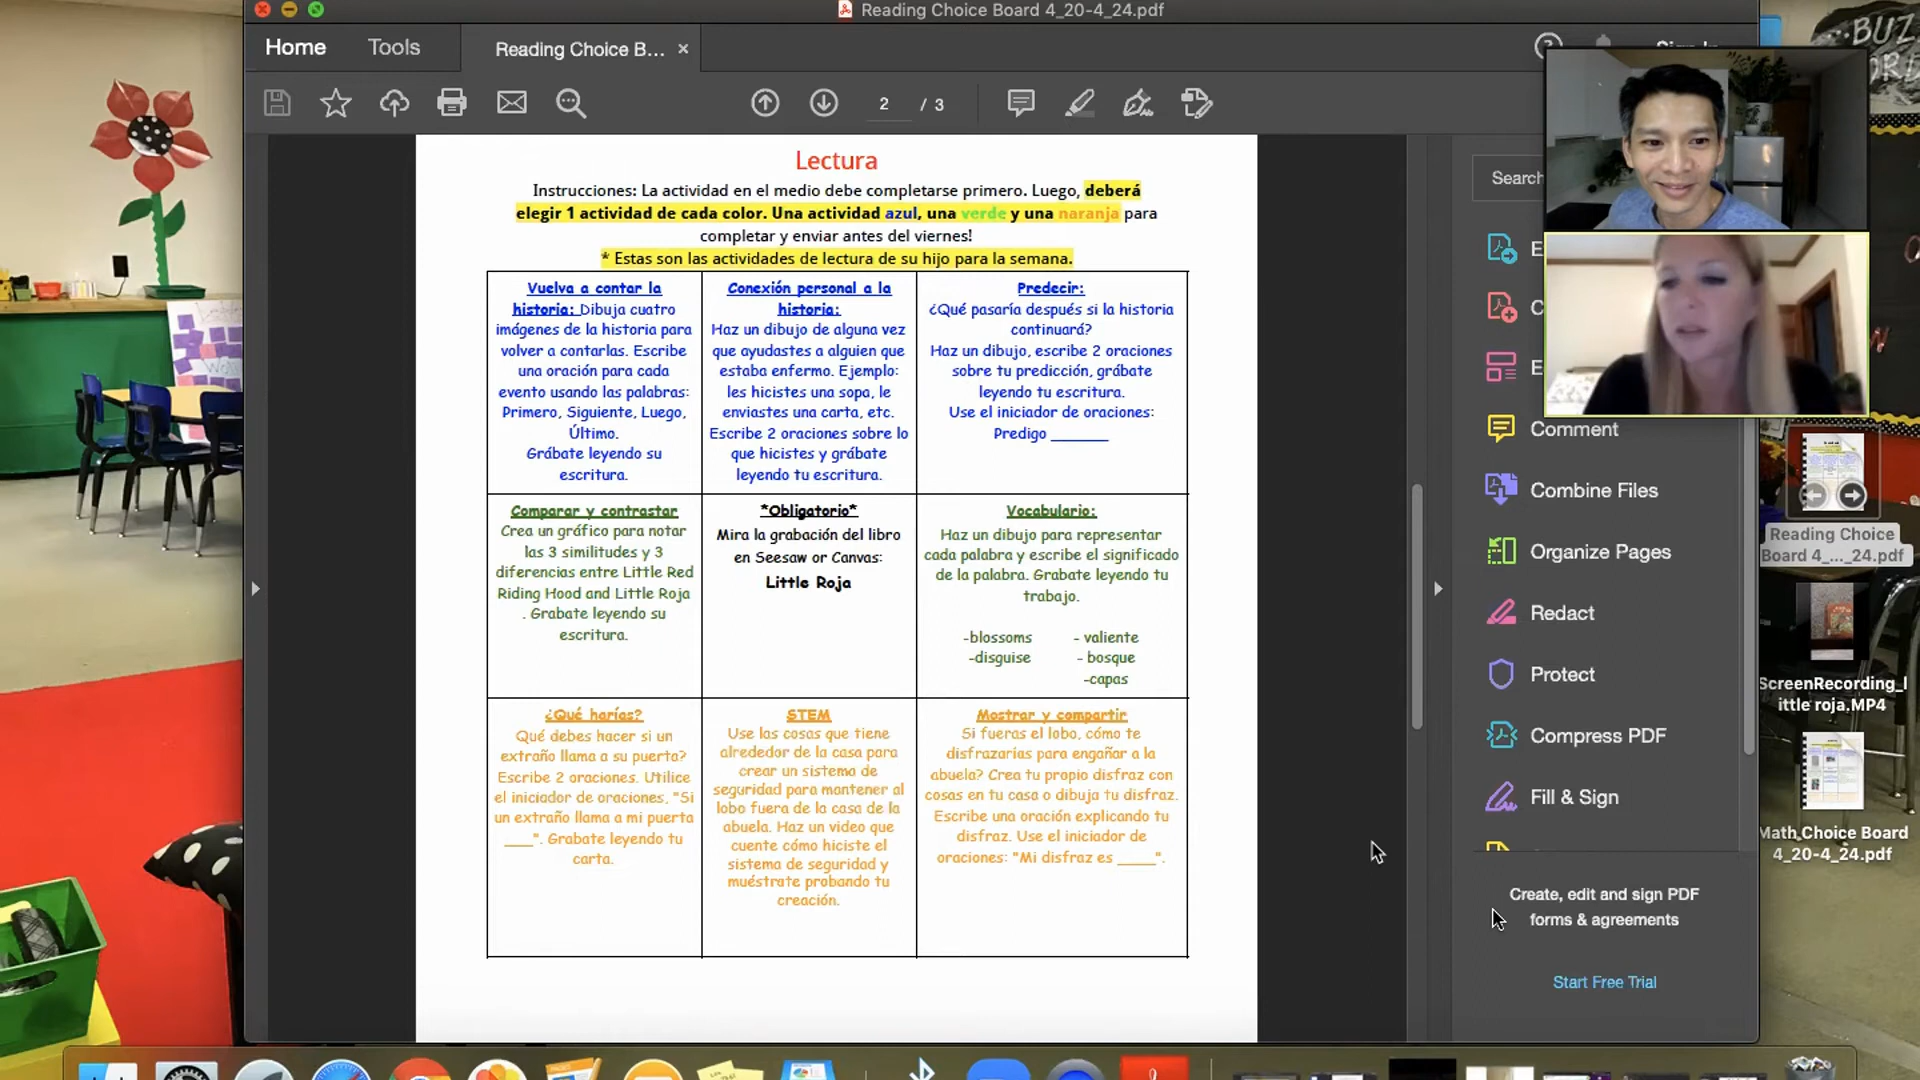 Reading Choice Board 4_20-4_24.pdf
Home
Tools
Reading Choice B...
×
Sign In
2 / 3
Search
Lectura
Instrucciones: La actividad en el medio debe completarse primero. Luego, deberá
elegir 1 actividad de cada color. Una actividad azul, una verde y una naranja para
completar y enviar antes del viernes!
* Estas son las actividades de lectura de su hijo para la semana.
Vuelva a contar la
historia: Dibuja cuatro
imágenes de la historia para
volver a contarlas. Escribe
una oración para cada
evento usando las palabras:
Primero, Siguiente, Luego,
Último.
Grábate leyendo su
escritura.
Conexión personal a la
historia:
Haz un dibujo de alguna vez
que ayudastes a alguien que
estaba enfermo. Ejemplo:
les hicistes una sopa, le
enviastes una carta, etc.
Escribe 2 oraciones sobre lo
que hicistes y grábate
leyendo tu escritura.
Predecir:
¿Qué pasaría después si la historia
continuará?
Haz un dibujo, escribe 2 oraciones
sobre tu predicción, grábate
leyendo tu escritura.
Use el iniciador de oraciones:
Predigo ______
Comparar y contrastar
Crea un gráfico para notar
las 3 similitudes y 3
diferencias entre Little Red
Riding Hood and Little Roja
. Grabate leyendo su
escritura.
*Obligatorio*
Mira la grabación del libro
en Seesaw or Canvas:
Little Roja
Vocabulario:
Haz un dibujo para representar
cada palabra y escribe el significado
de la palabra. Grabate leyendo tu
trabajo.
-blossoms - valiente
-disguise - bosque
-capas
¿Qué harías?
Qué debes hacer si un
extraño llama a su puerta?
Escribe 2 oraciones. Utilice
el iniciador de oraciones, "Si
un extraño llama a mi puerta
___". Grabate leyendo tu
carta.
STEM
Use las cosas que tiene
alrededor de la casa para
crear un sistema de
seguridad para mantener al
lobo fuera de la casa de la
abuela. Haz un video que
cuente cómo hiciste el
sistema de seguridad y
muéstrate probando tu
creación.
Mostrar y compartir
Si fueras el lobo, cómo te
disfrazarías para engañar a la
abuela? Crea tu propio disfraz con
cosas en tu casa o dibuja tu disfraz.
Escribe una oración explicando tu
disfraz. Use el iniciador de
oraciones: "Mi disfraz es ____".
Comment
Combine Files
Organize Pages
Redact
Protect
Compress PDF
Fill & Sign
Create, edit and sign PDF
forms & agreements
Start Free Trial
Reading Choice
Board 4_..._24.pdf
ScreenRecording_l
ittle roja.MP4
Math Choice Board
4_20-4_24.pdf